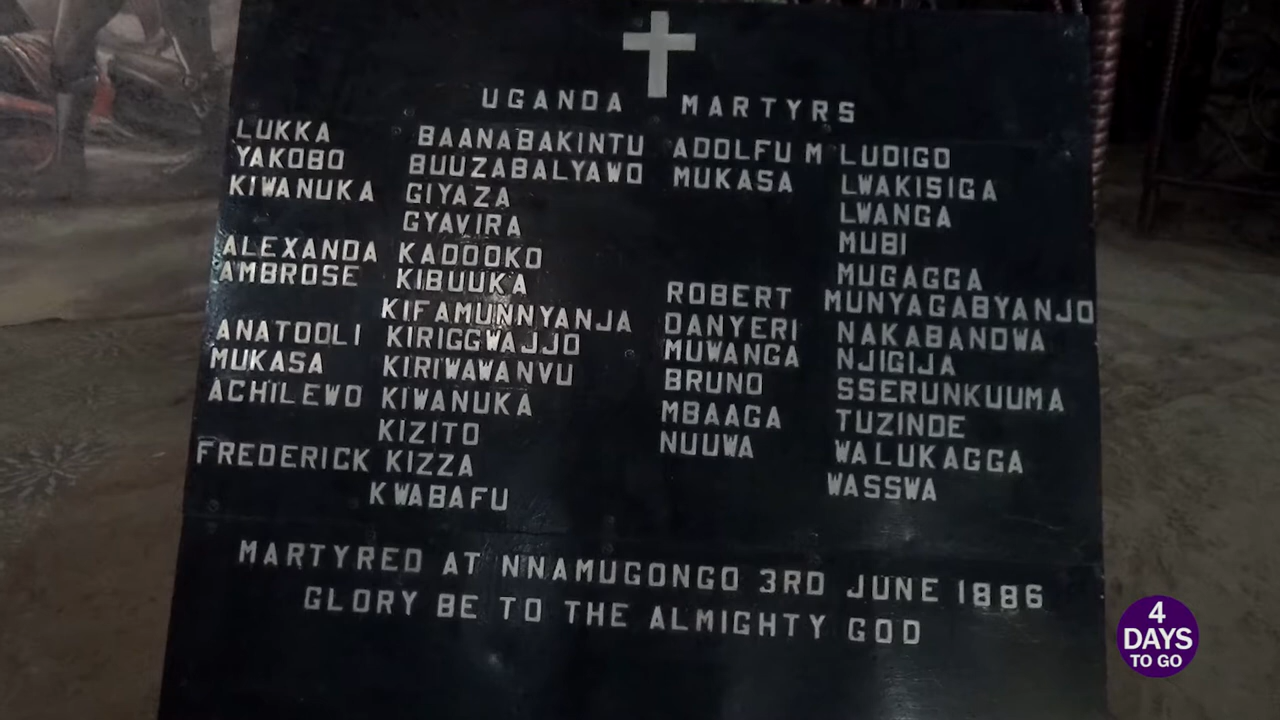 UGANDA MARTYRS
LUKKA BAANABAKINTU
YAKOBO BUUZABALYAWO
KIWANUKA GIYAZA
GYAVIRA
ALEXANDA KADOOKO
AMBROSE KIBUUKA
KIFAMUNNYANJA
ANATOOLI KIRIGGWAJJO
MUKASA KIRIWAWANVU
ACHILEWO KIWANUKA
KIZITO
FREDERICK KIZZA
KWABAFU
ADOLFU M LUDIGO
MUKASA LWAKISIGA
LWANGA
MUBI
MUGAGGA
ROBERT MUNYAGABYANJO
DANYERI NAKABANDWA
MUWANGA NJIGIJA
BRUNO SSERUNKUUMA
MBAAGA TUZINDE
NUUWA WALUKAGGA
WASSWA
MARTYRED AT NNAMUGONGO 3RD JUNE 1886
GLORY BE TO THE ALMIGHTY GOD
4
DAYS
TO GO